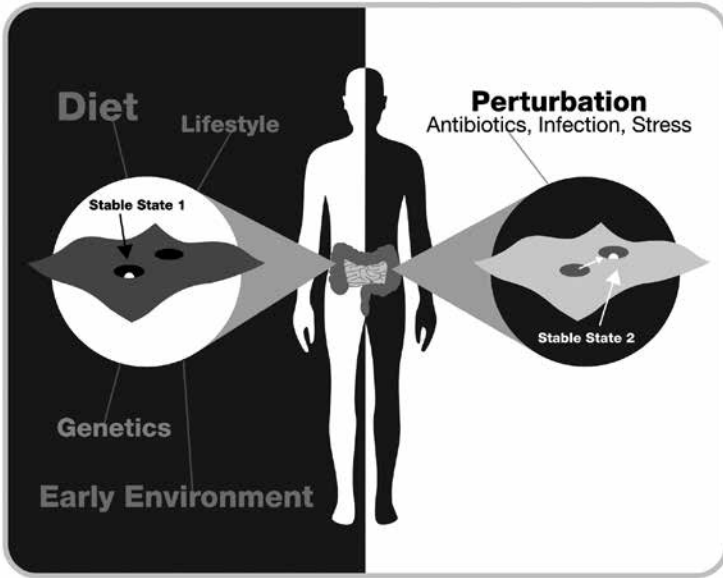 Diet
Lifestyle
Stable State 1
Genetics
Early Environment
Perturbation
Antibiotics, Infection, Stress
Stable State 2